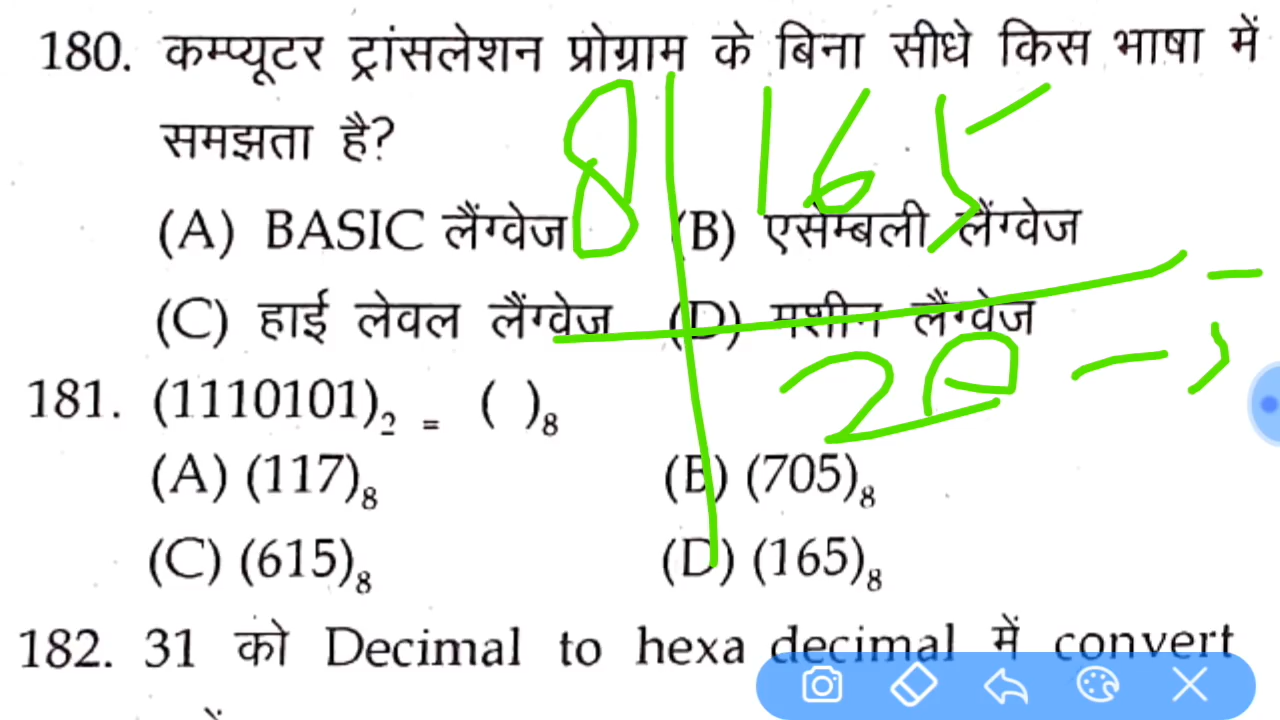 180. कम्प्यूटर ट्रांसलेशन प्रोग्राम के बिना सीधे किस भाषा में
समझता है?
8 165
(A) BASIC लैंग्वेज (B) एसेम्बली लैंग्वेज
(C) हाई लेवल लैंग्वेज (D) मशीन लैंग्वेज
20 — 5
181. (1110101)₂ = ( )₈
(A) (117)₈ (B) (705)₈
(C) (615)₈ (D) (165)₈
182. 31 को Decimal to hexa decimal में convert